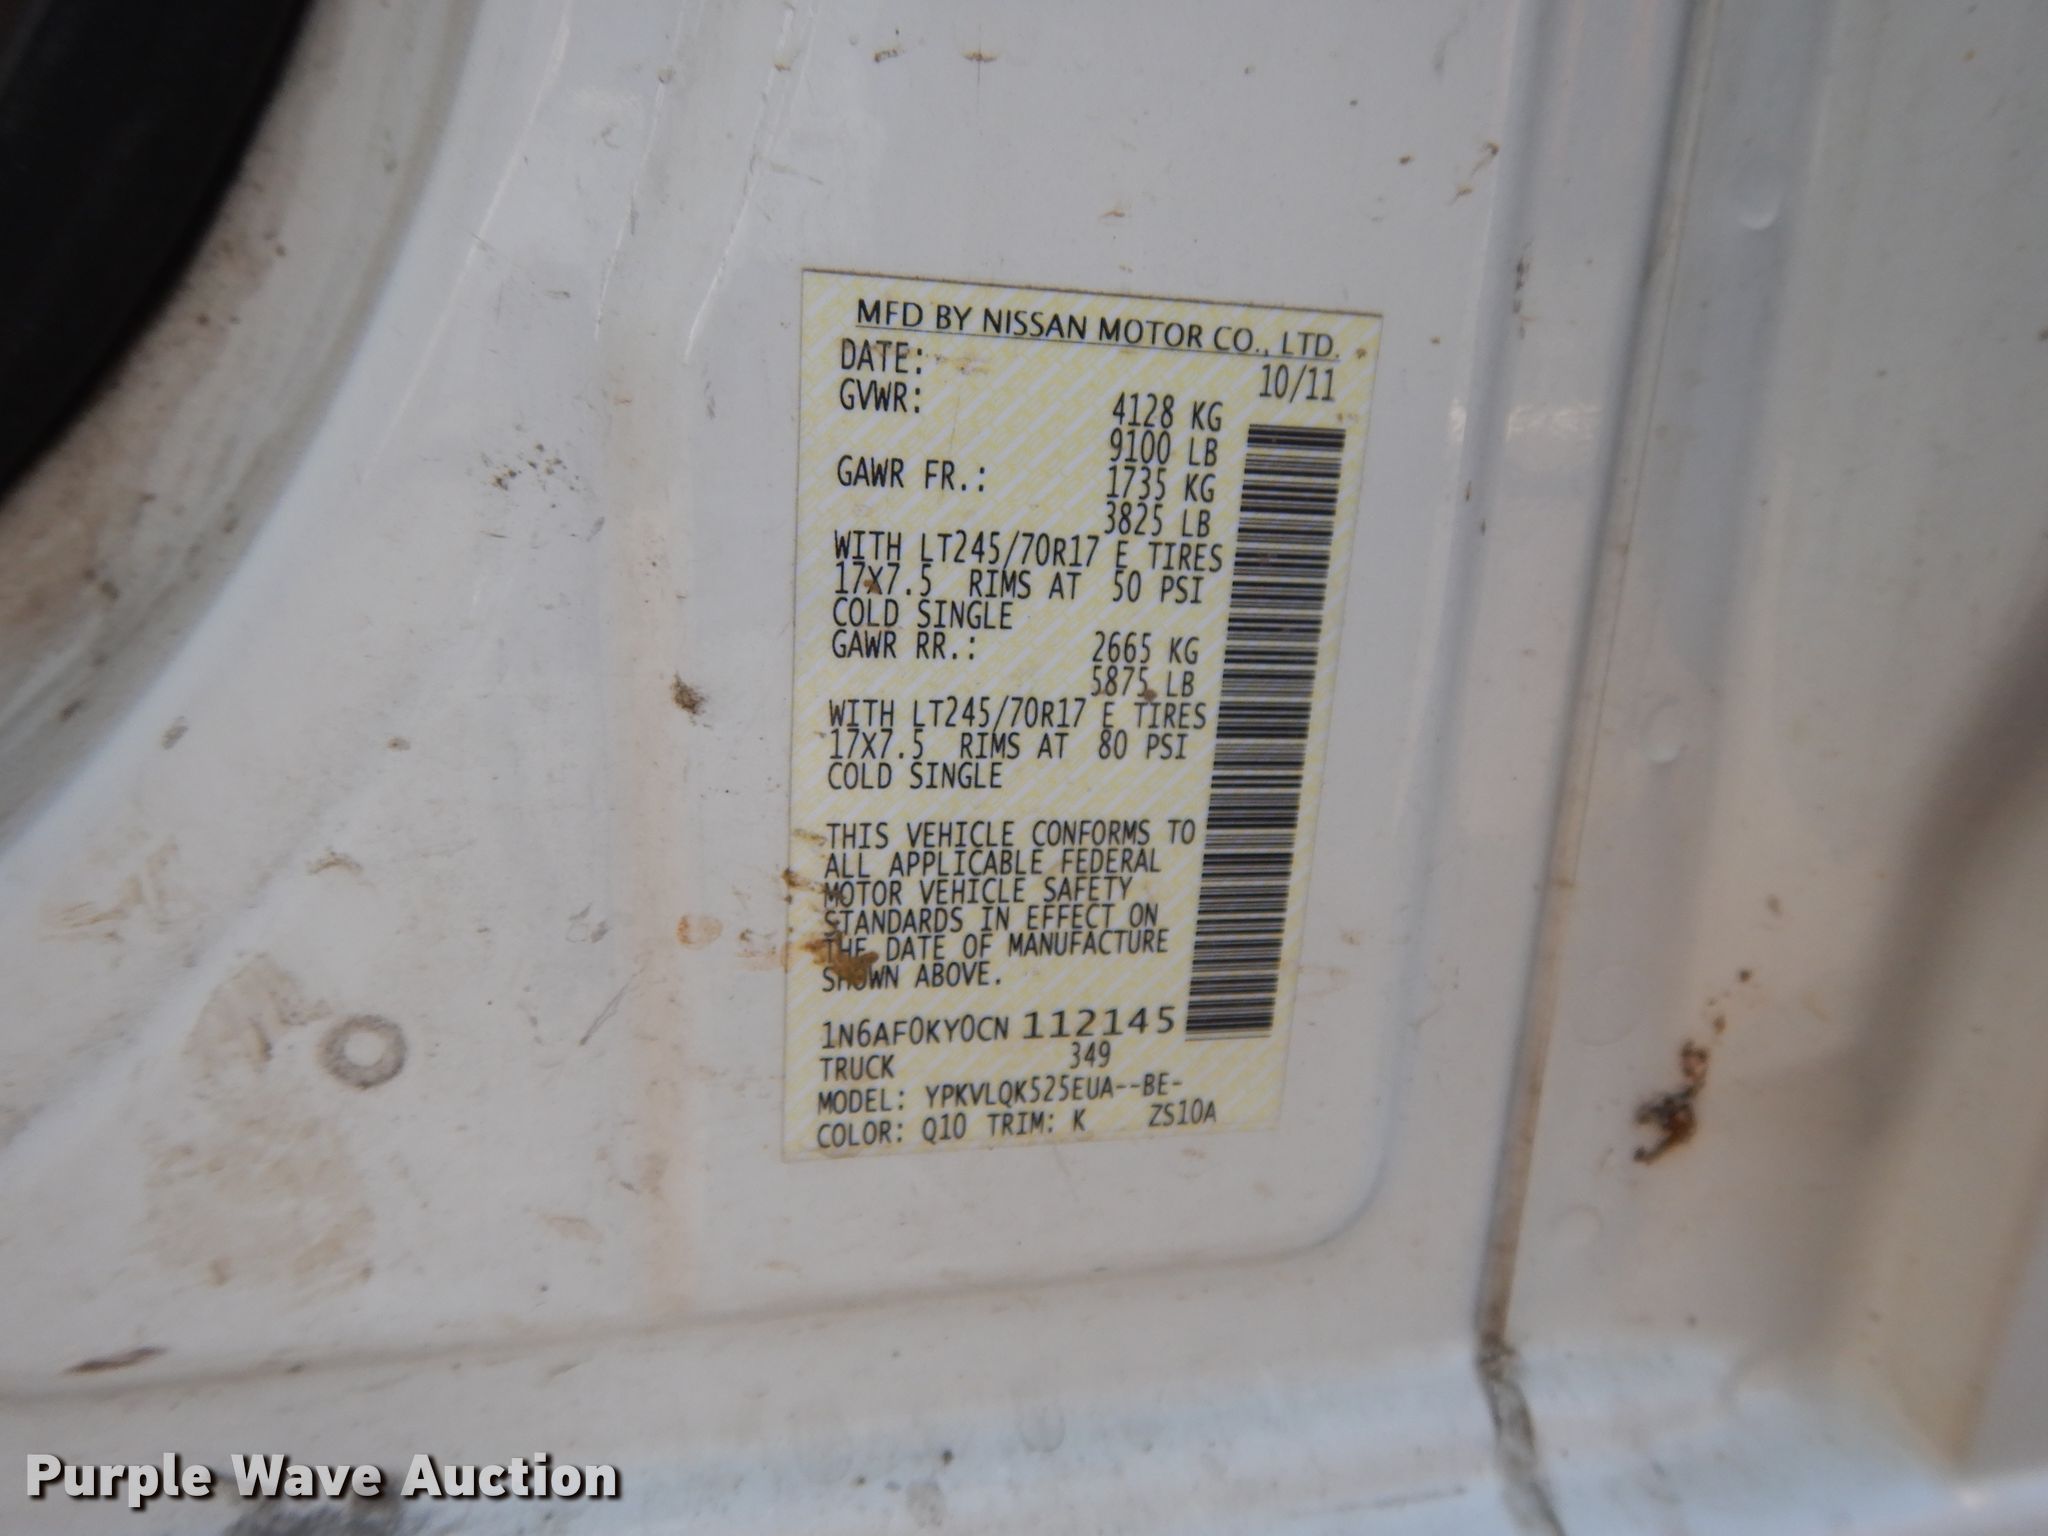 MFD BY NISSAN MOTOR CO., LTD.
DATE: 10/11
GVWR: 4128 KG
9100 LB
GAWR FR.: 1735 KG
3825 LB
WITH LT245/70R17 E TIRES
17X7.5 RIMS AT 50 PSI
COLD SINGLE
GAWR RR.: 2665 KG
5875 LB
WITH LT245/70R17 E TIRES
17X7.5 RIMS AT 80 PSI
COLD SINGLE
THIS VEHICLE CONFORMS TO
ALL APPLICABLE FEDERAL
MOTOR VEHICLE SAFETY
STANDARDS IN EFFECT ON
THE DATE OF MANUFACTURE
SHOWN ABOVE.
1N6AF0KY0CN 112145
TRUCK 349
MODEL: YPKVLQK525EUA--BE-
COLOR: Q10 TRIM: K ZS10A
Purple Wave Auction